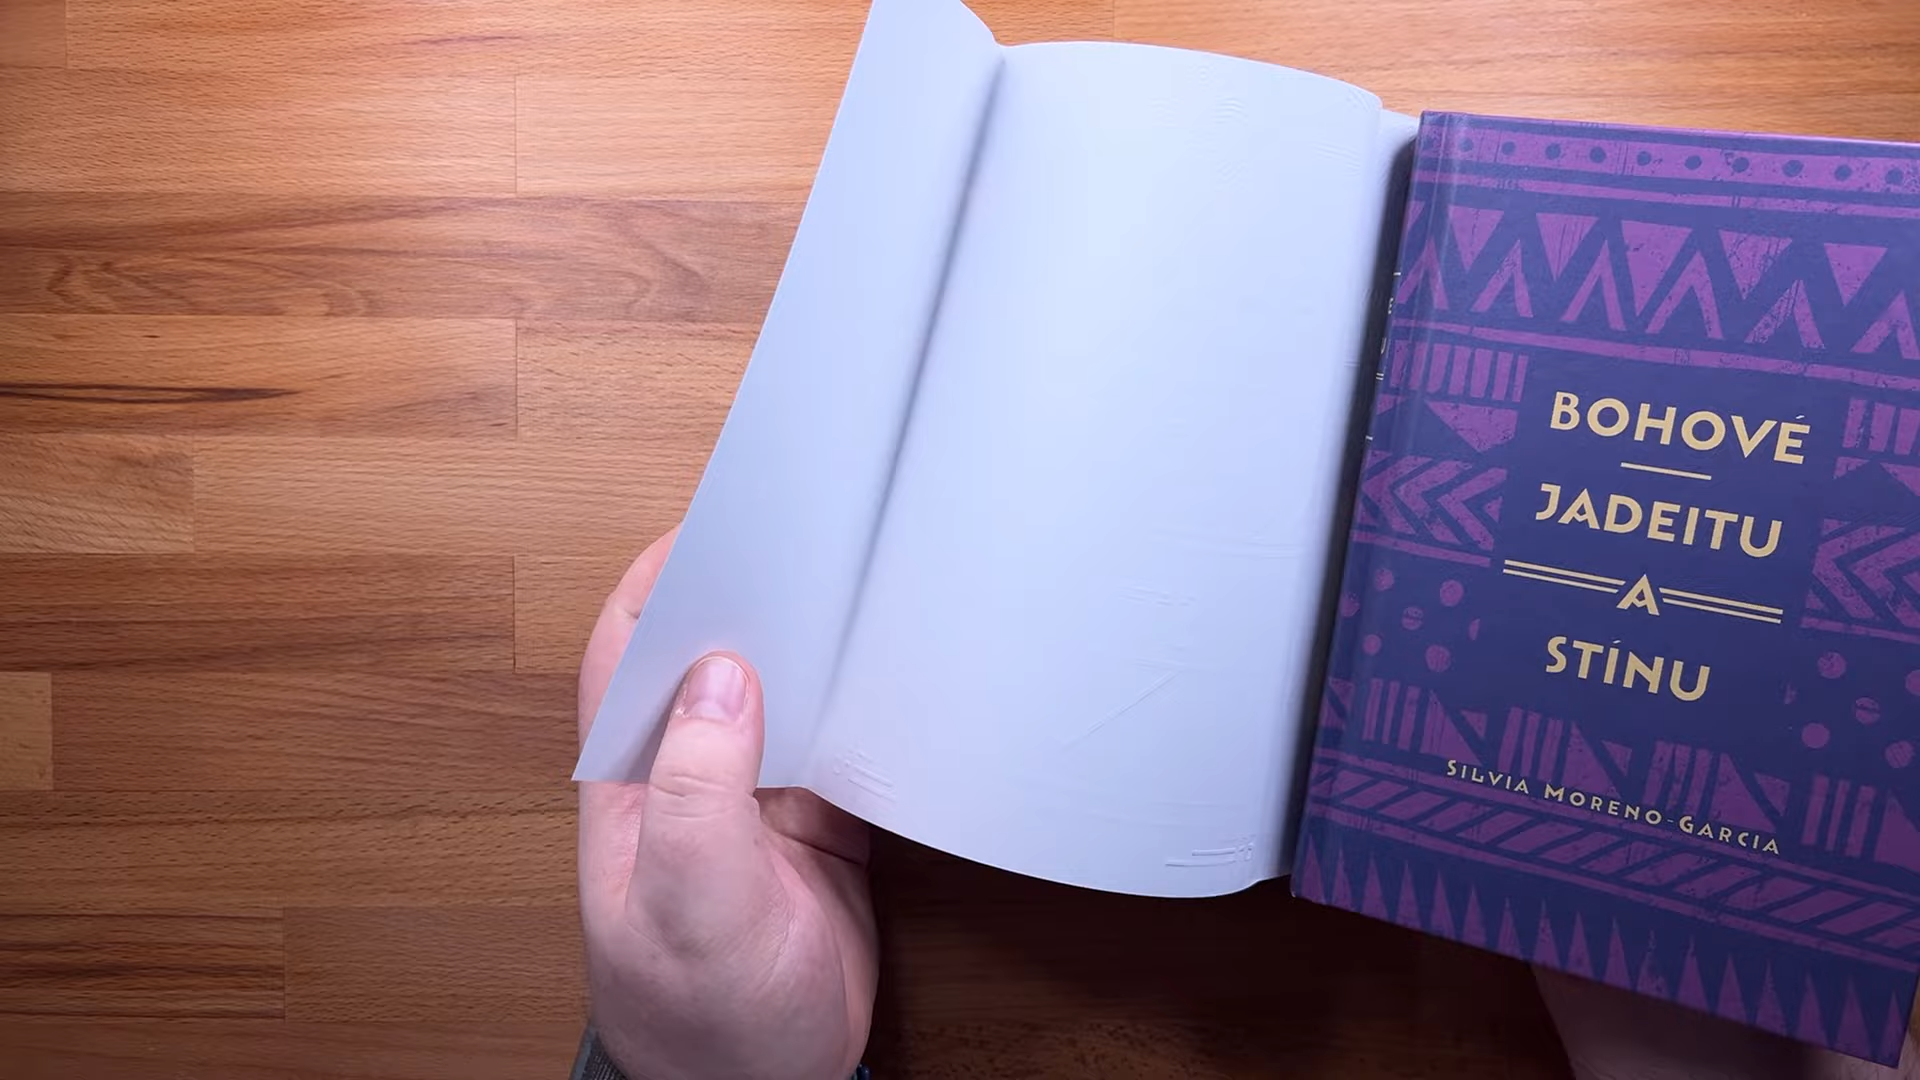 BOHOVÉ
JADEITU
A
STÍNU
SILVIA MORENO-GARCIA